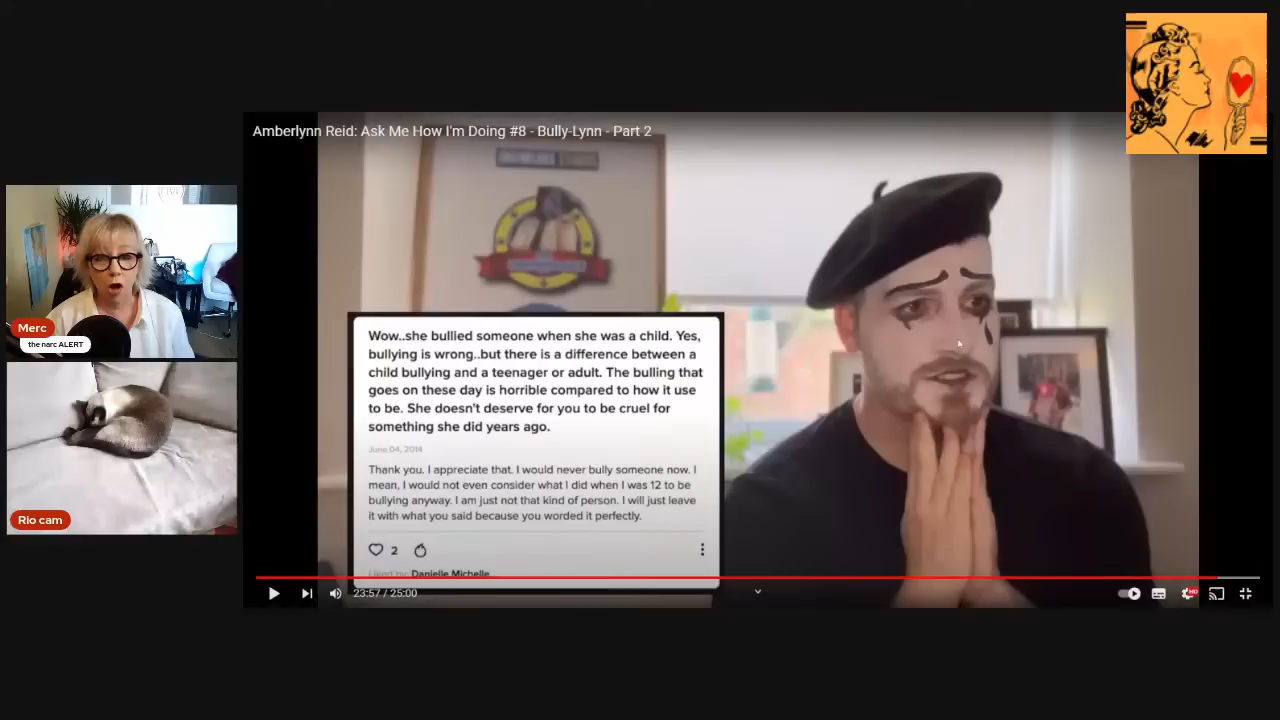 Amberlynn Reid: Ask Me How I'm Doing #8 - Bully-Lynn - Part 2
Merc
the narc ALERT
Rio cam
Wow..she bullied someone when she was a child. Yes,
bullying is wrong..but there is a difference between a
child bullying and a teenager or adult. The bulling that
goes on these day is horrible compared to how it use
to be. She doesn't deserve for you to be cruel for
something she did years ago.
June 04, 2014
Thank you. I appreciate that. I would never bully someone now. I
mean, I would not even consider what I did when I was 12 to be
bullying anyway. I am just not that kind of person. I will just leave
it with what you said because you worded it perfectly.
2
Liked by Danielle Michelle
23:57 / 25:00
HD